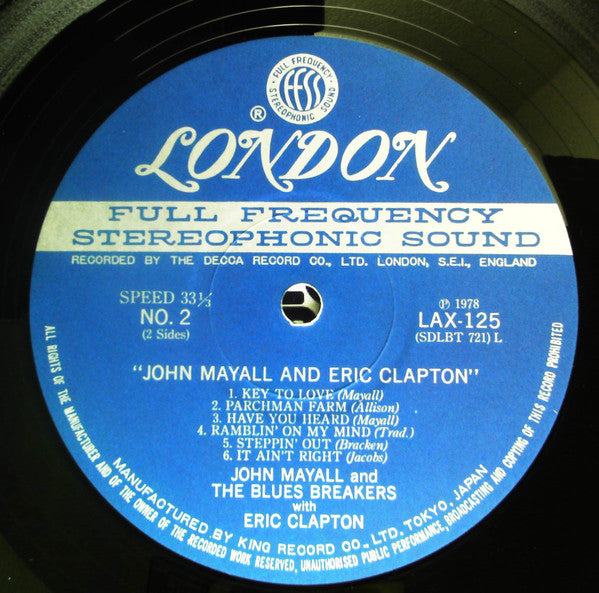 FULL FREQUENCY
ffss
STEREOPHONIC SOUND
®
LONDON
FULL FREQUENCY
STEREOPHONIC SOUND
RECORDED BY THE DECCA RECORD CO., LTD. LONDON, S.E.I., ENGLAND
SPEED 33⅓
NO. 2
(2 Sides)
℗ 1978
LAX-125
(SDLBT 721) L
"JOHN MAYALL AND ERIC CLAPTON"
1. KEY TO LOVE (Mayall)
2. PARCHMAN FARM (Allison)
3. HAVE YOU HEARD (Mayall)
4. RAMBLIN' ON MY MIND (Trad.)
5. STEPPIN' OUT (Bracken)
6. IT AIN'T RIGHT (Jacobs)
JOHN MAYALL and
THE BLUES BREAKERS
with
ERIC CLAPTON
MANUFACTURED BY KING RECORD CO., LTD. TOKYO, JAPAN
ALL RIGHTS OF THE MANUFACTURER AND OF THE OWNER OF THE RECORDED WORK RESERVED, UNAUTHORISED PUBLIC PERFORMANCE, BROADCASTING AND COPYING OF THIS RECORD PROHIBITED